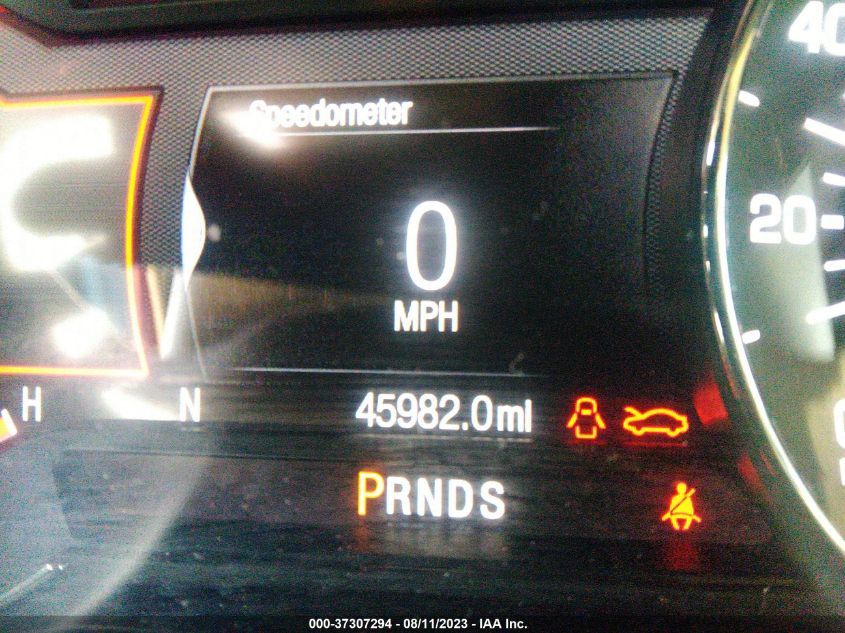 40
Speedometer
20
0
MPH
H N 45982.0mi
PRNDS
000-37307294 - 08/11/2023 - IAA Inc.